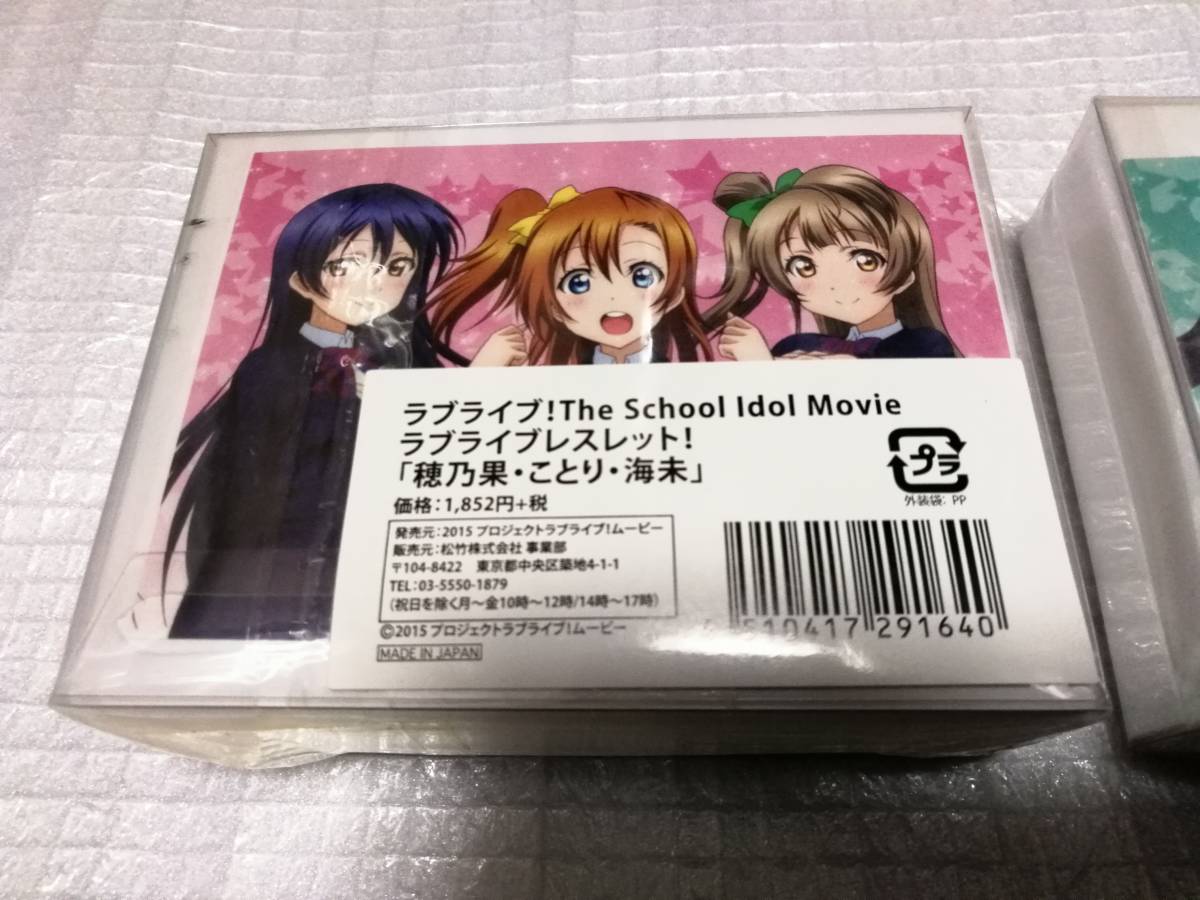 ラブライブ!The School Idol Movie
ラブライブレスレット!
「穂乃果・ことり・海未」
価格:1,852円+税
プラ
外装袋: PP
発売元:2015 プロジェクトラブライブ!ムービー
販売元:松竹株式会社 事業部
〒104-8422 東京都中央区築地4-1-1
TEL:03-5550-1879
(祝日を除く月〜金10時〜12時/14時〜17時)
©2015 プロジェクトラブライブ!ムービー
MADE IN JAPAN
4 510417 291640